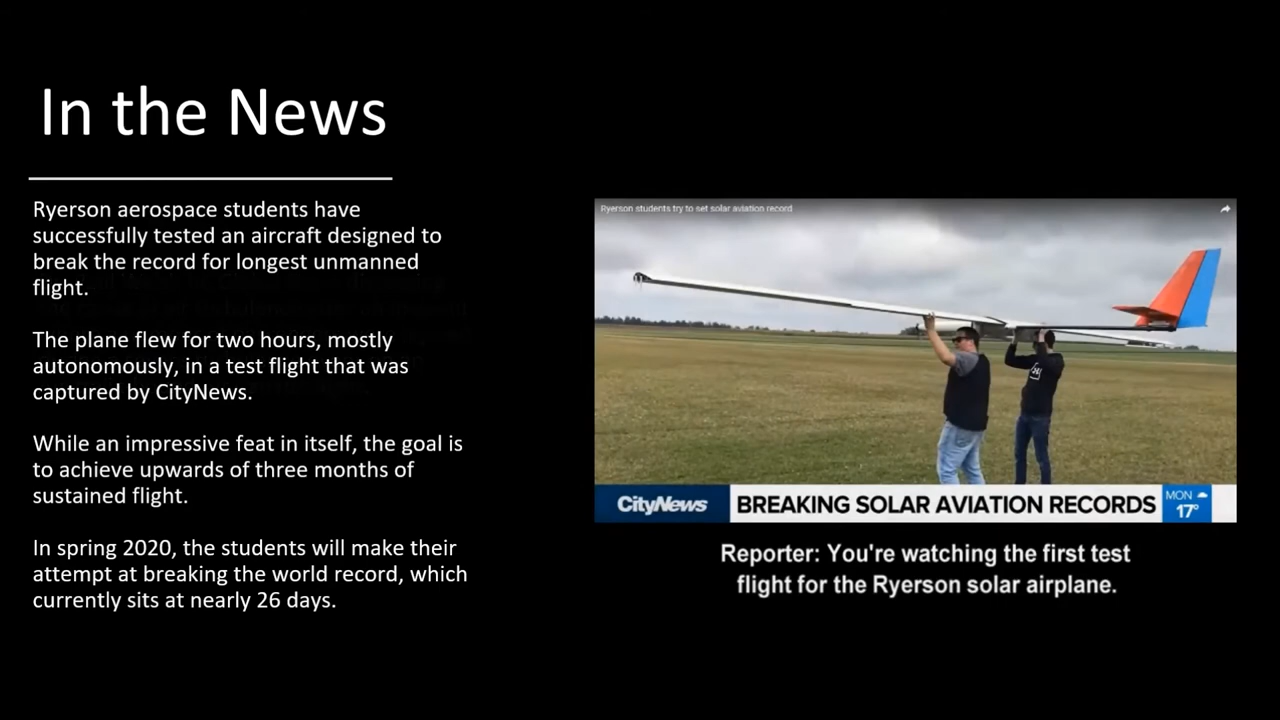 In the News
Ryerson aerospace students have
successfully tested an aircraft designed to
break the record for longest unmanned
flight.
The plane flew for two hours, mostly
autonomously, in a test flight that was
captured by CityNews.
While an impressive feat in itself, the goal is
to achieve upwards of three months of
sustained flight.
In spring 2020, the students will make their
attempt at breaking the world record, which
currently sits at nearly 26 days.
Ryerson students try to set solar aviation record
CityNews
BREAKING SOLAR AVIATION RECORDS
MON
17°
Reporter: You're watching the first test
flight for the Ryerson solar airplane.